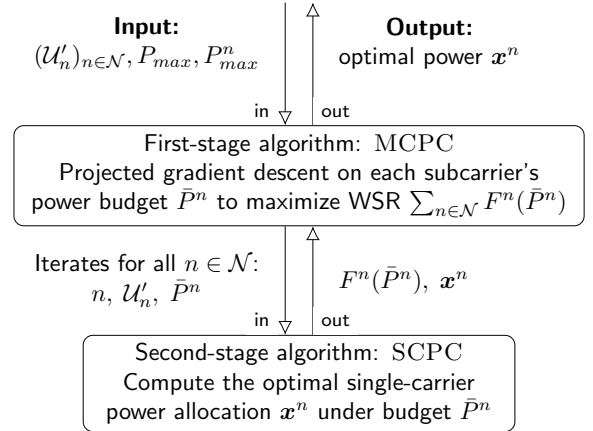 Input:
(𝒰′ₙ)ₙ∈𝒩, Pₘₐₓ, Pⁿₘₐₓ
Output:
optimal power 𝒙ⁿ
in
out
First-stage algorithm: MCPC
Projected gradient descent on each subcarrier's
power budget P̄ⁿ to maximize WSR ∑ₙ∈𝒩 Fⁿ(P̄ⁿ)
Iterates for all n ∈ 𝒩:
n, 𝒰′ₙ, P̄ⁿ
Fⁿ(P̄ⁿ), 𝒙ⁿ
in
out
Second-stage algorithm: SCPC
Compute the optimal single-carrier
power allocation 𝒙ⁿ under budget P̄ⁿ